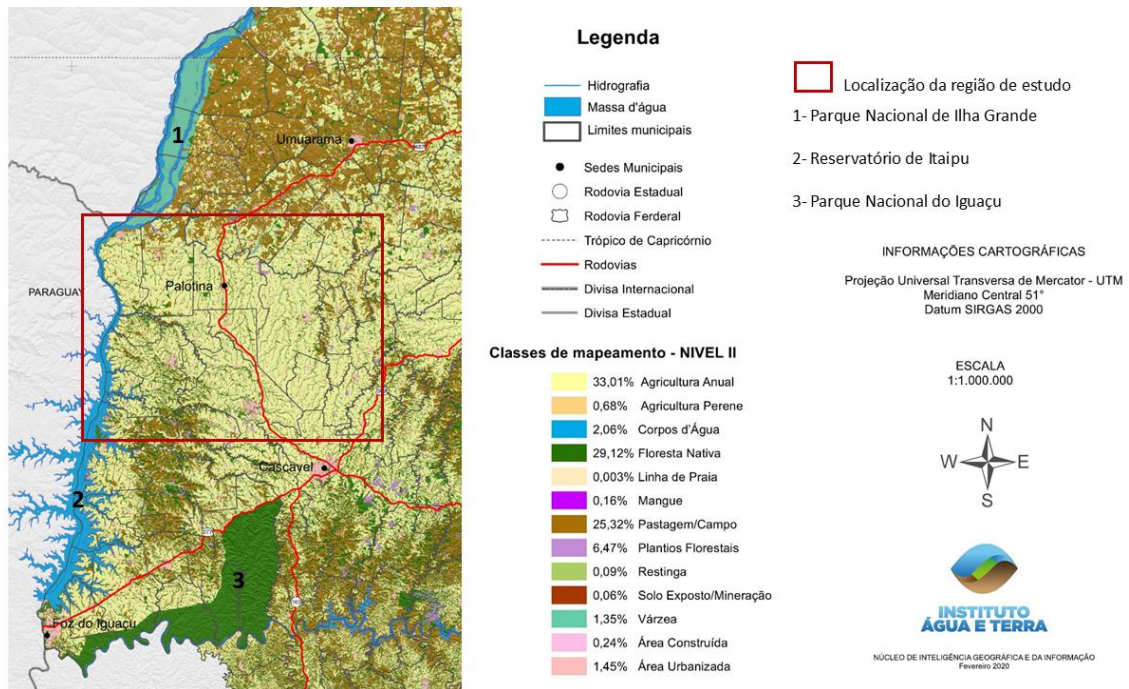 1
Umuarama
487
PARAGUAY
Palotina
Cascavel
2
277
3
163
Foz do Iguaçu
Legenda
Hidrografia
Massa d'água
Limites municipais
Sedes Municipais
Rodovia Estadual
Rodovia Ferderal
Trópico de Capricórnio
Rodovias
Divisa Internacional
Divisa Estadual
Classes de mapeamento - NIVEL II
33,01% Agricultura Anual
0,68% Agricultura Perene
2,06% Corpos d'Água
29,12% Floresta Nativa
0,003% Linha de Praia
0,16% Mangue
25,32% Pastagem/Campo
6,47% Plantios Florestais
0,09% Restinga
0,06% Solo Exposto/Mineração
1,35% Várzea
0,24% Área Construída
1,45% Área Urbanizada
Localização da região de estudo
1- Parque Nacional de Ilha Grande
2- Reservatório de Itaipu
3- Parque Nacional do Iguaçu
INFORMAÇÕES CARTOGRÁFICAS
Projeção Universal Transversa de Mercator - UTM
Meridiano Central 51°
Datum SIRGAS 2000
ESCALA
1:1.000.000
N
W E
S
INSTITUTO
ÁGUA E TERRA
NÚCLEO DE INTELIGÊNCIA GEOGRÁFICA E DA INFORMAÇÃO
Fevereiro 2020